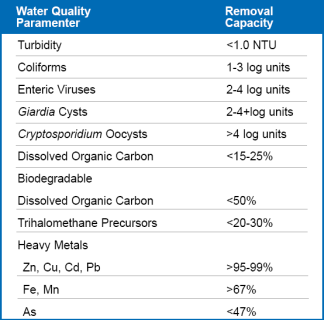 Water Quality Removal
Paramenter Capacity
Turbidity <1.0 NTU
Coliforms 1-3 log units
Enteric Viruses 2-4 log units
Giardia Cysts 2-4+log units
Cryptosporidium Oocysts >4 log units
Dissolved Organic Carbon <15-25%
Biodegradable
Dissolved Organic Carbon <50%
Trihalomethane Precursors <20-30%
Heavy Metals
Zn, Cu, Cd, Pb >95-99%
Fe, Mn >67%
As <47%